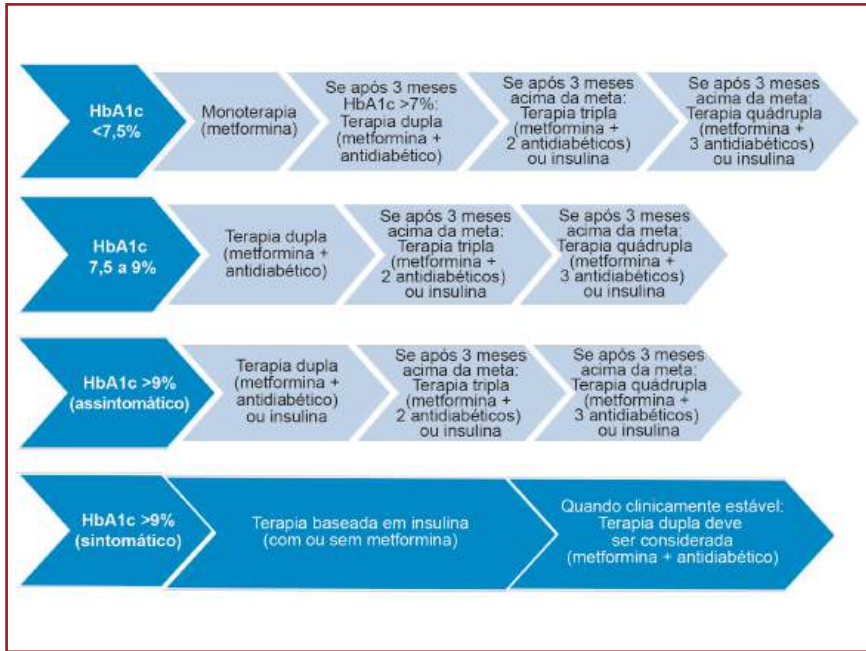 HbA1c
<7,5%
Monoterapia
(metformina)
Se após 3 meses
HbA1c >7%:
Terapia dupla
(metformina +
antidiabético)
Se após 3 meses
acima da meta:
Terapia tripla
(metformina +
2 antidiabéticos)
ou insulina
Se após 3 meses
acima da meta:
Terapia quádrupla
(metformina +
3 antidiabéticos)
ou insulina
HbA1c
7,5 a 9%
Terapia dupla
(metformina +
antidiabético)
Se após 3 meses
acima da meta:
Terapia tripla
(metformina +
2 antidiabéticos)
ou insulina
Se após 3 meses
acima da meta:
Terapia quádrupla
(metformina +
3 antidiabéticos)
ou insulina
HbA1c >9%
(assintomático)
Terapia dupla
(metformina +
antidiabético)
ou insulina
Se após 3 meses
acima da meta:
Terapia tripla
(metformina +
2 antidiabéticos)
ou insulina
Se após 3 meses
acima da meta:
Terapia quádrupla
(metformina +
3 antidiabéticos)
ou insulina
HbA1c >9%
(sintomático)
Terapia baseada em insulina
(com ou sem metformina)
Quando clinicamente estável:
Terapia dupla deve
ser considerada
(metformina + antidiabético)